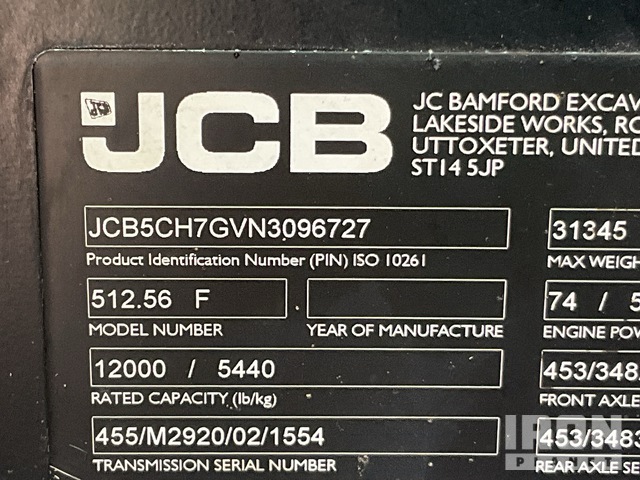 JCB
JC BAMFORD EXCAV
LAKESIDE WORKS, RO
UTTOXETER, UNITED
ST14 5JP
JCB5CH7GVN3096727
Product Identification Number (PIN) ISO 10261
31345
MAX WEIGH
512.56 F
MODEL NUMBER
YEAR OF MANUFACTURE
74 / 5
ENGINE POW
12000 / 5440
RATED CAPACITY (lb/kg)
453/348
FRONT AXLE
455/M2920/02/1554
TRANSMISSION SERIAL NUMBER
453/3483
REAR AXLE SE
IRON